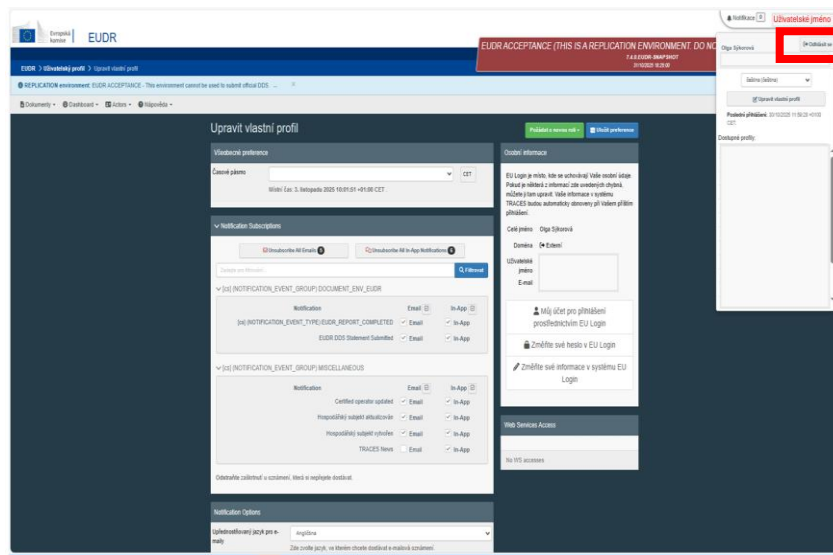 Evropská
komise
EUDR
Notifikace 0
Uživatelské jméno
EUDR ACCEPTANCE (THIS IS A REPLICATION ENVIRONMENT. DO NO
Olga Sýkorová
Odhlásit se
EUDR > Uživatelský profil > Upravit vlastní profil
REPLICATION environment: EUDR ACCEPTANCE - This environment cannot be used to submit official DDS. ...
čeština (čeština)
Upravit vlastní profil
Dokumenty
Dashboard
Actors
Nápověda
Poslední přihlášení:
CET.
Dostupné profily:
Upravit vlastní profil
Požádat o novou roli
Uložit preference
Všeobecné preference
Časové pásmo
CET
Místní čas: 3. listopadu 2025 10:01:51 +01:00 CET.
Notification Subscriptions
Unsubscribe All Emails
Unsubscribe All In-App Notifications
Filtrovat
[cs] (NOTIFICATION_EVENT_GROUP) DOCUMENT_ENV_EUDR
Notification Email In-App
[cs] (NOTIFICATION_EVENT_TYPE) EUDR_REPORT_COMPLETED Email In-App
EUDR DDS Statement Submitted Email In-App
[cs] (NOTIFICATION_EVENT_GROUP) MISCELLANEOUS
Notification Email In-App
Certified operator updated Email In-App
Hospodářský subjekt aktualizován Email In-App
Hospodářský subjekt vytvořen Email In-App
TRACES News Email In-App
Odstraňte zaškrtnutí u oznámení, která si nepřejete dostávat.
Notification Options
Upřednostňovaný jazyk pro e-
maily
Angličtina
Zde zvolte jazyk, ve kterém chcete dostávat e-mailová oznámení
Osobní informace
EU Login je místo, kde se uchovávají Vaše osobní údaje.
Pokud je některá z informací zde uvedených chybná,
můžete ji tam upravit. Vaše informace v systému
TRACES budou automaticky obnoveny při Vašem příštím
přihlášení.
Celé jméno Olga Sýkorová
Doména Externí
Uživatelské
jméno
E-mail
Můj účet pro přihlášení
prostřednictvím EU Login
Změňte své heslo v EU Login
Změňte své informace v systému EU
Login
Web Services Access
No WS accesses